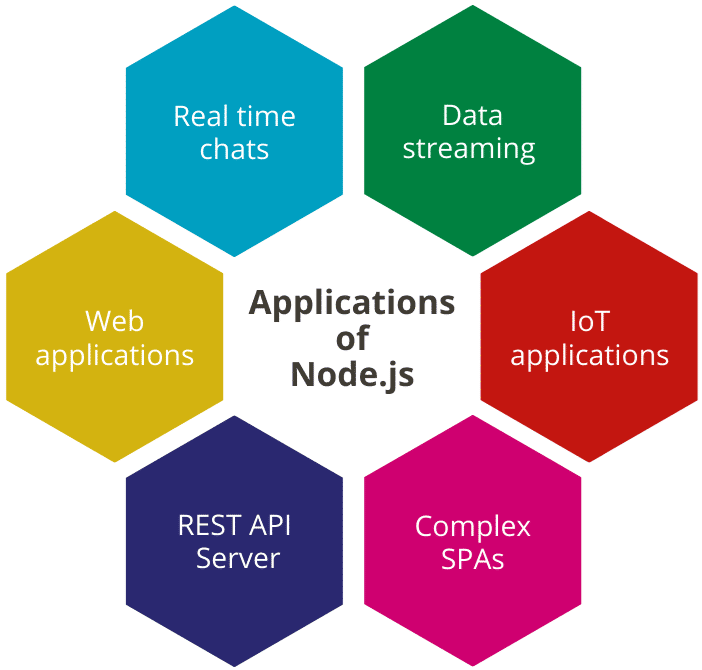 Real time
chats
Data
streaming
Web
applications
Applications
of
Node.js
IoT
applications
REST API
Server
Complex
SPAs